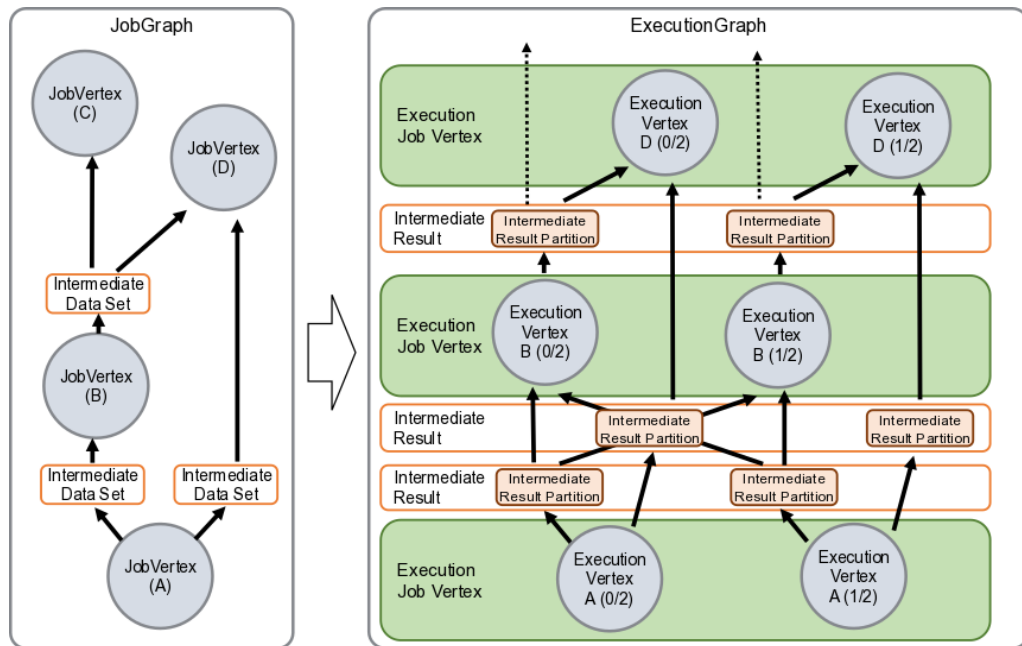 JobGraph
JobVertex
(C)
JobVertex
(D)
Intermediate
Data Set
JobVertex
(B)
Intermediate
Data Set
Intermediate
Data Set
JobVertex
(A)
ExecutionGraph
Execution
Job Vertex
Execution
Vertex
D (0/2)
Execution
Vertex
D (1/2)
Intermediate
Result
Intermediate
Result Partition
Intermediate
Result Partition
Execution
Job Vertex
Execution
Vertex
B (0/2)
Execution
Vertex
B (1/2)
Intermediate
Result
Intermediate
Result Partition
Intermediate
Result Partition
Intermediate
Result
Intermediate
Result Partition
Intermediate
Result Partition
Execution
Job Vertex
Execution
Vertex
A (0/2)
Execution
Vertex
A (1/2)